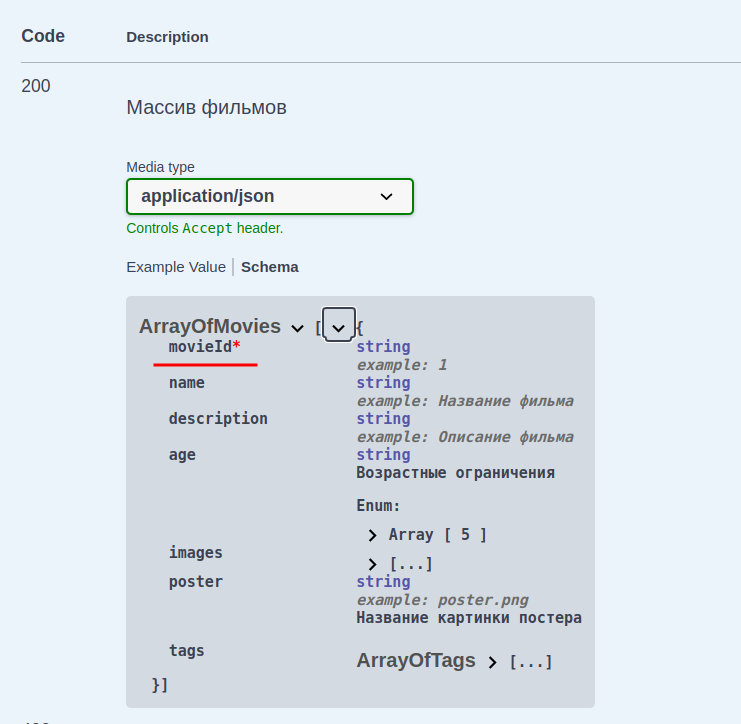 Code Description
200
Массив фильмов
Media type
application/json
Controls Accept header.
Example Value Schema
ArrayOfMovies [ {
movieId* string
example: 1
name string
example: Название фильма
description string
example: Описание фильма
age string
Возрастные ограничения
Enum:
Array [ 5 ]
images [...]
poster string
example: poster.png
Название картинки постера
tags ArrayOfTags [...]
}]